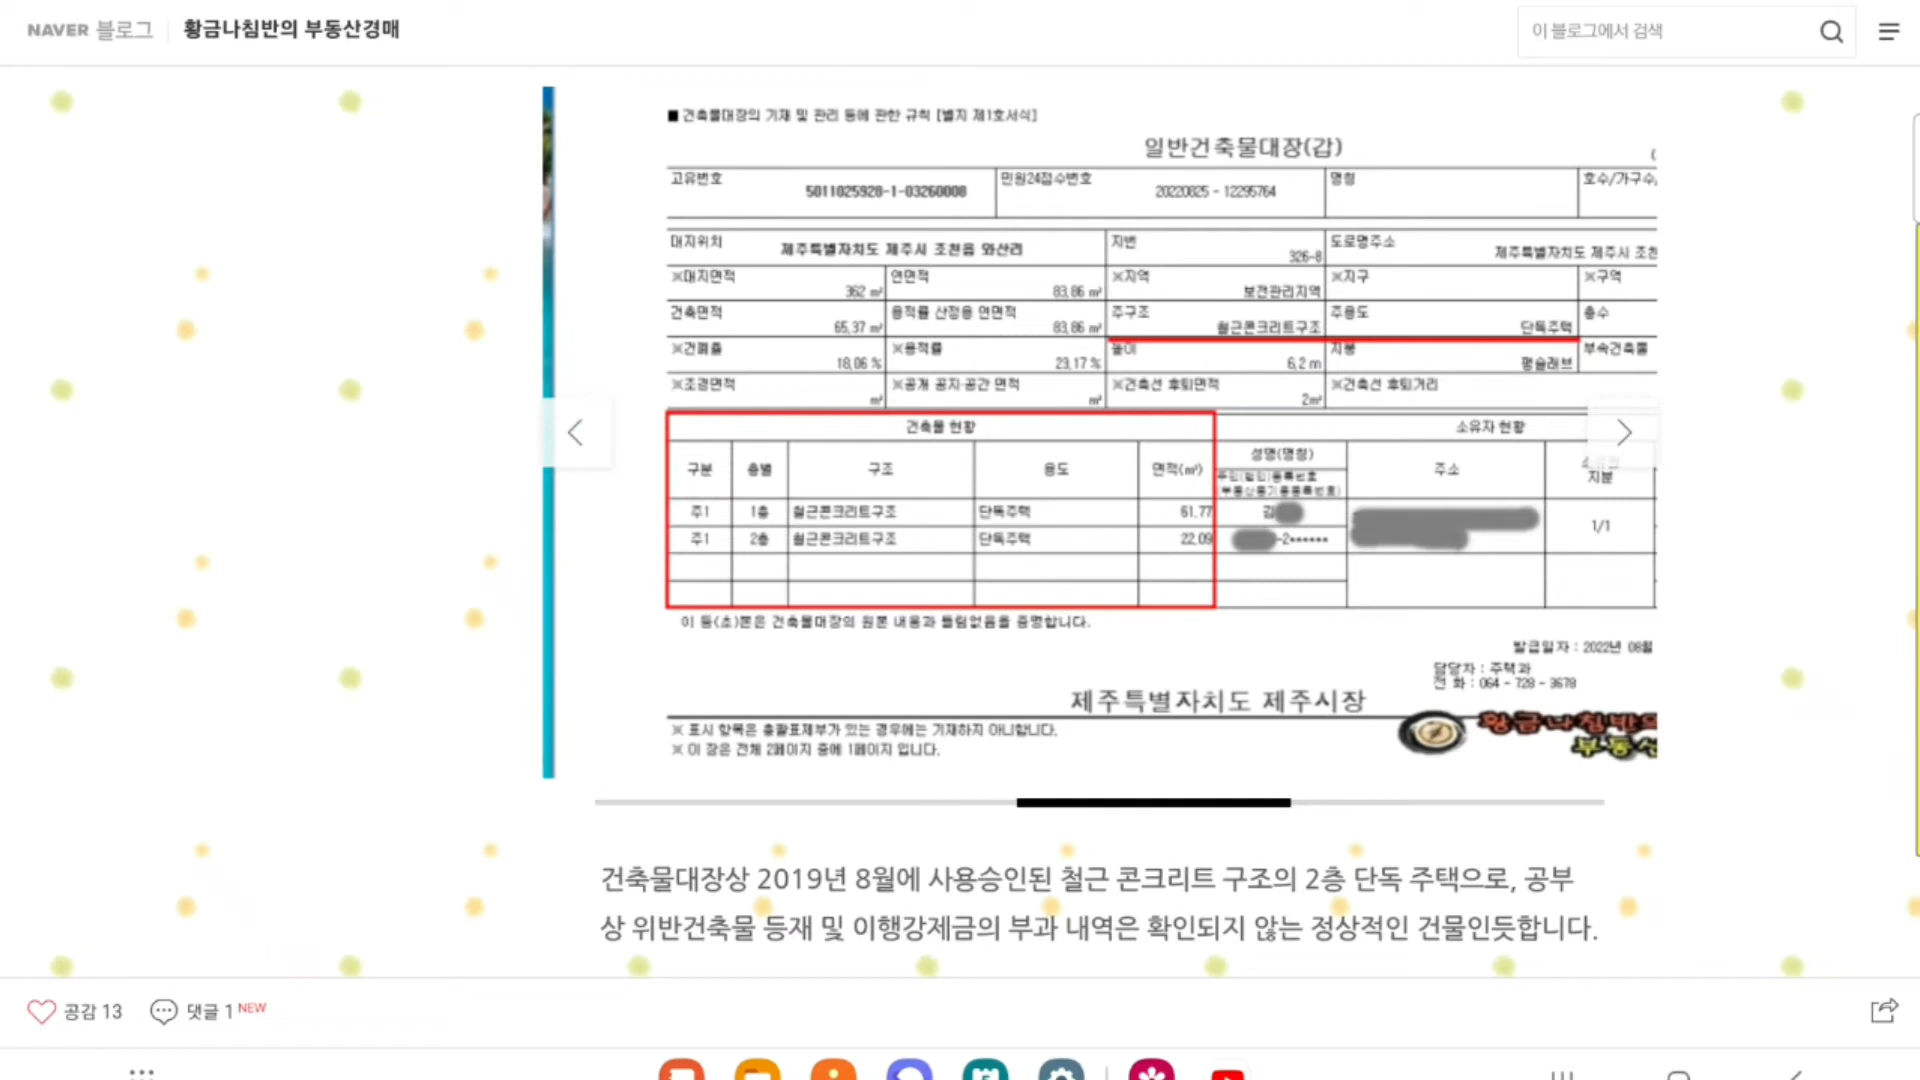 NAVER 블로그 황금나침반의 부동산경매
이 블로그에서 검색
■ 건축물대장의 기재 및 관리 등에 관한 규칙 [별지 제1호서식]
일반건축물대장(갑)
고유번호 5011025928-1-03260008 민원24접수번호 20220825 - 12295764 명칭 호수/가구수
대지위치 제주특별자치도 제주시 조천읍 와산리 지번 326-8 도로명주소 제주특별자치도 제주시 조천
※대지면적 362 ㎡ 연면적 83.86 ㎡ ※지역 보전관리지역 ※지구 ※구역
건축면적 65.37 ㎡ 용적률 산정용 연면적 83.86 ㎡ 주구조 철근콘크리트구조 주용도 단독주택 층수
※건폐율 18.06 % ※용적률 23.17 % 높이 6.2 m 지붕 평슬래브 부속건축물
※조경면적 ㎡ ※공개 공지·공간 면적 ㎡ ※건축선 후퇴면적 2㎡ ※건축선 후퇴거리
건축물 현황 소유자 현황
구분 층별 구조 용도 면적(㎡) 성명(명칭) 주소 지분
주민(법인)등록번호
(부동산등기용등록번호)
주1 1층 철근콘크리트구조 단독주택 61.77 김 1/1
주1 2층 철근콘크리트구조 단독주택 22.09 -2••••••
이 등(초)본은 건축물대장의 원본 내용과 틀림없음을 증명합니다.
발급일자 : 2022년 08월
담당자 : 주택과
전 화 : 064 - 728 - 3678
제주특별자치도 제주시장
※ 표시 항목은 총괄표제부가 있는 경우에는 기재하지 아니합니다.
※ 이 장은 전체 2페이지 중에 1페이지 입니다.
황금나침반의
부동산
건축물대장상 2019년 8월에 사용승인된 철근 콘크리트 구조의 2층 단독 주택으로, 공부
상 위반건축물 등재 및 이행강제금의 부과 내역은 확인되지 않는 정상적인 건물인듯합니다.
공감 13 댓글 1 NEW